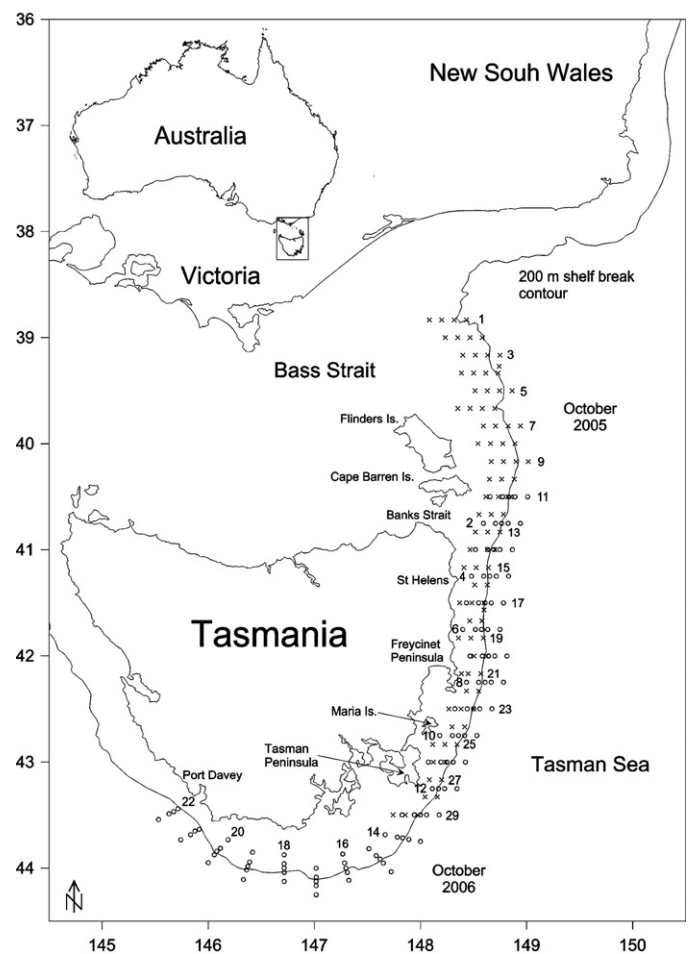 36
New Souh Wales
37
Australia
38
Victoria
200 m shelf break
contour
1
39
3
Bass Strait
5
October
2005
Flinders Is.
7
40
9
Cape Barren Is.
11
Banks Strait
2
13
41
15
St Helens
4
17
Tasmania
6
19
Freycinet
Peninsula
42
21
8
23
Maria Is.
10
25
Tasman
Peninsula
43
Tasman Sea
27
12
Port Davey
22
29
20
18
16
14
44
October
2006
N
145
146
147
148
149
150